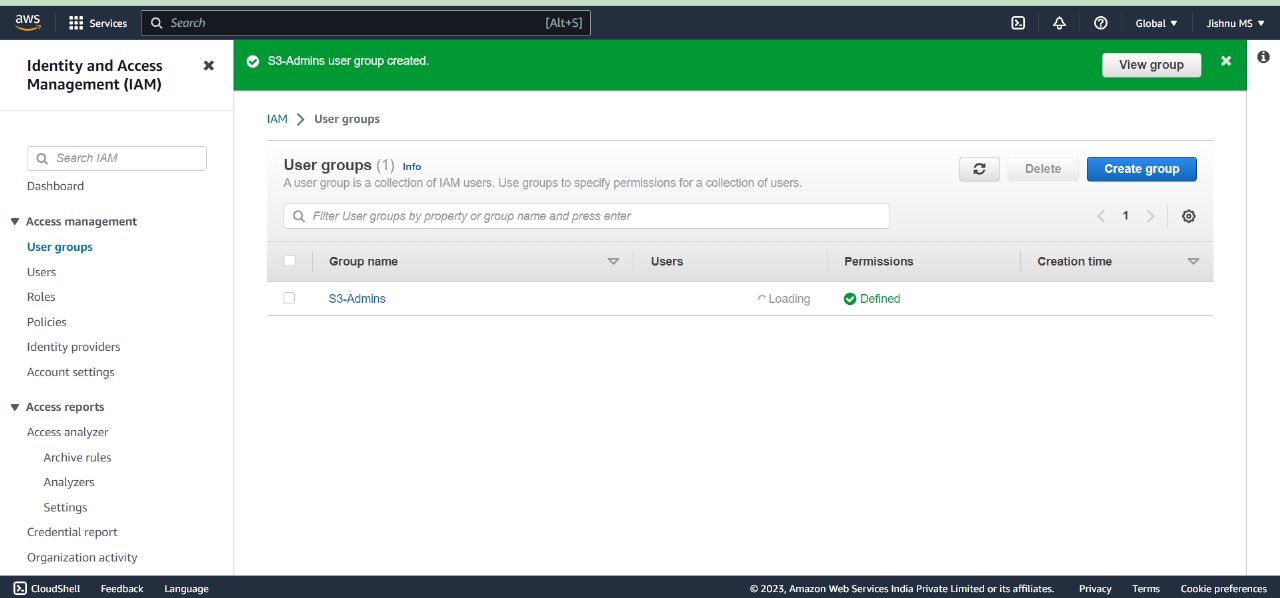 aws Services Search [Alt+S] Global Jishnu MS
Identity and Access
Management (IAM)
Search IAM
Dashboard
Access management
User groups
Users
Roles
Policies
Identity providers
Account settings
Access reports
Access analyzer
Archive rules
Analyzers
Settings
Credential report
Organization activity
S3-Admins user group created. View group
IAM > User groups
User groups (1) Info
A user group is a collection of IAM users. Use groups to specify permissions for a collection of users.
Delete Create group
Filter User groups by property or group name and press enter
1
Group name Users Permissions Creation time
S3-Admins Loading Defined
CloudShell Feedback Language © 2023, Amazon Web Services India Private Limited or its affiliates. Privacy Terms Cookie preferences